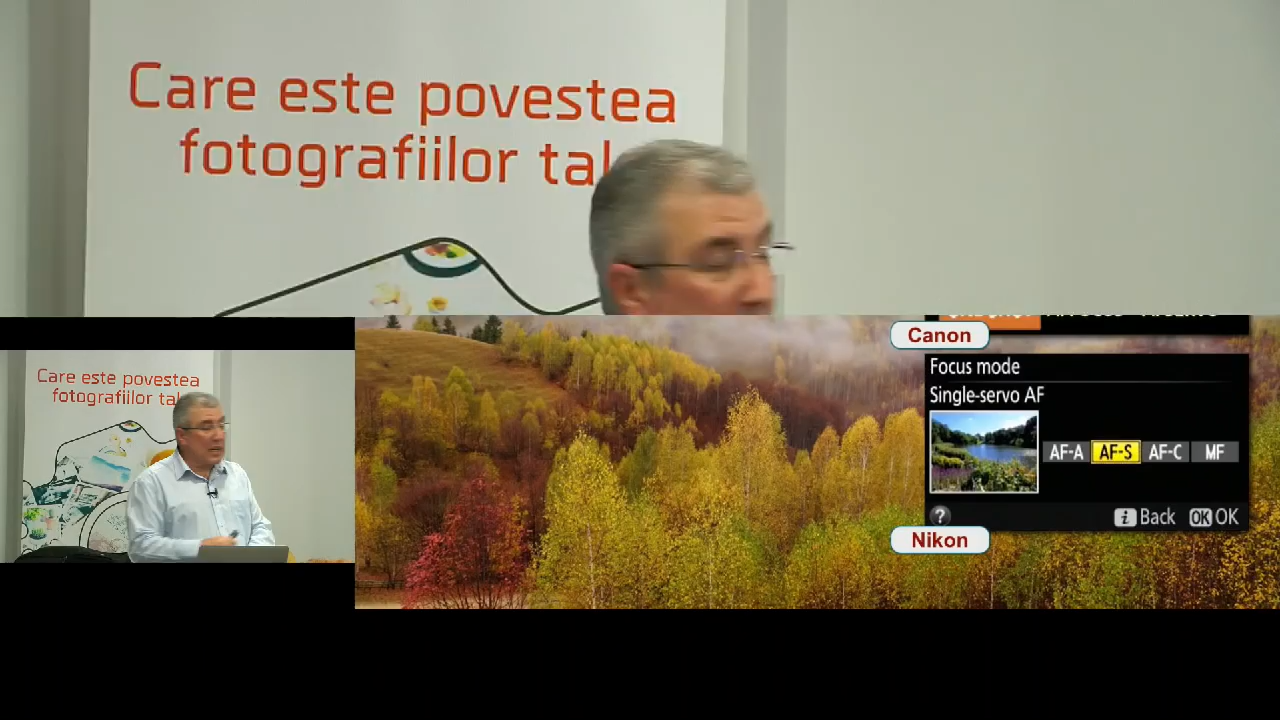 Care este povestea
fotografiilor tal
Care este povestea
fotografiilor tal
Canon
Focus mode
Single-servo AF
AF-A AF-S AF-C MF
? i Back OK OK
Nikon